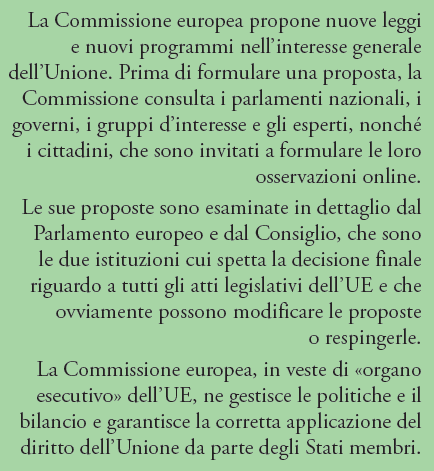 La Commissione europea propone nuove leggi
e nuovi programmi nell’interesse generale
dell’Unione. Prima di formulare una proposta, la
Commissione consulta i parlamenti nazionali, i
governi, i gruppi d’interesse e gli esperti, nonché
i cittadini, che sono invitati a formulare le loro
osservazioni online.
Le sue proposte sono esaminate in dettaglio dal
Parlamento europeo e dal Consiglio, che sono
le due istituzioni cui spetta la decisione finale
riguardo a tutti gli atti legislativi dell’UE e che
ovviamente possono modificare le proposte
o respingerle.
La Commissione europea, in veste di «organo
esecutivo» dell’UE, ne gestisce le politiche e il
bilancio e garantisce la corretta applicazione del
diritto dell’Unione da parte degli Stati membri.